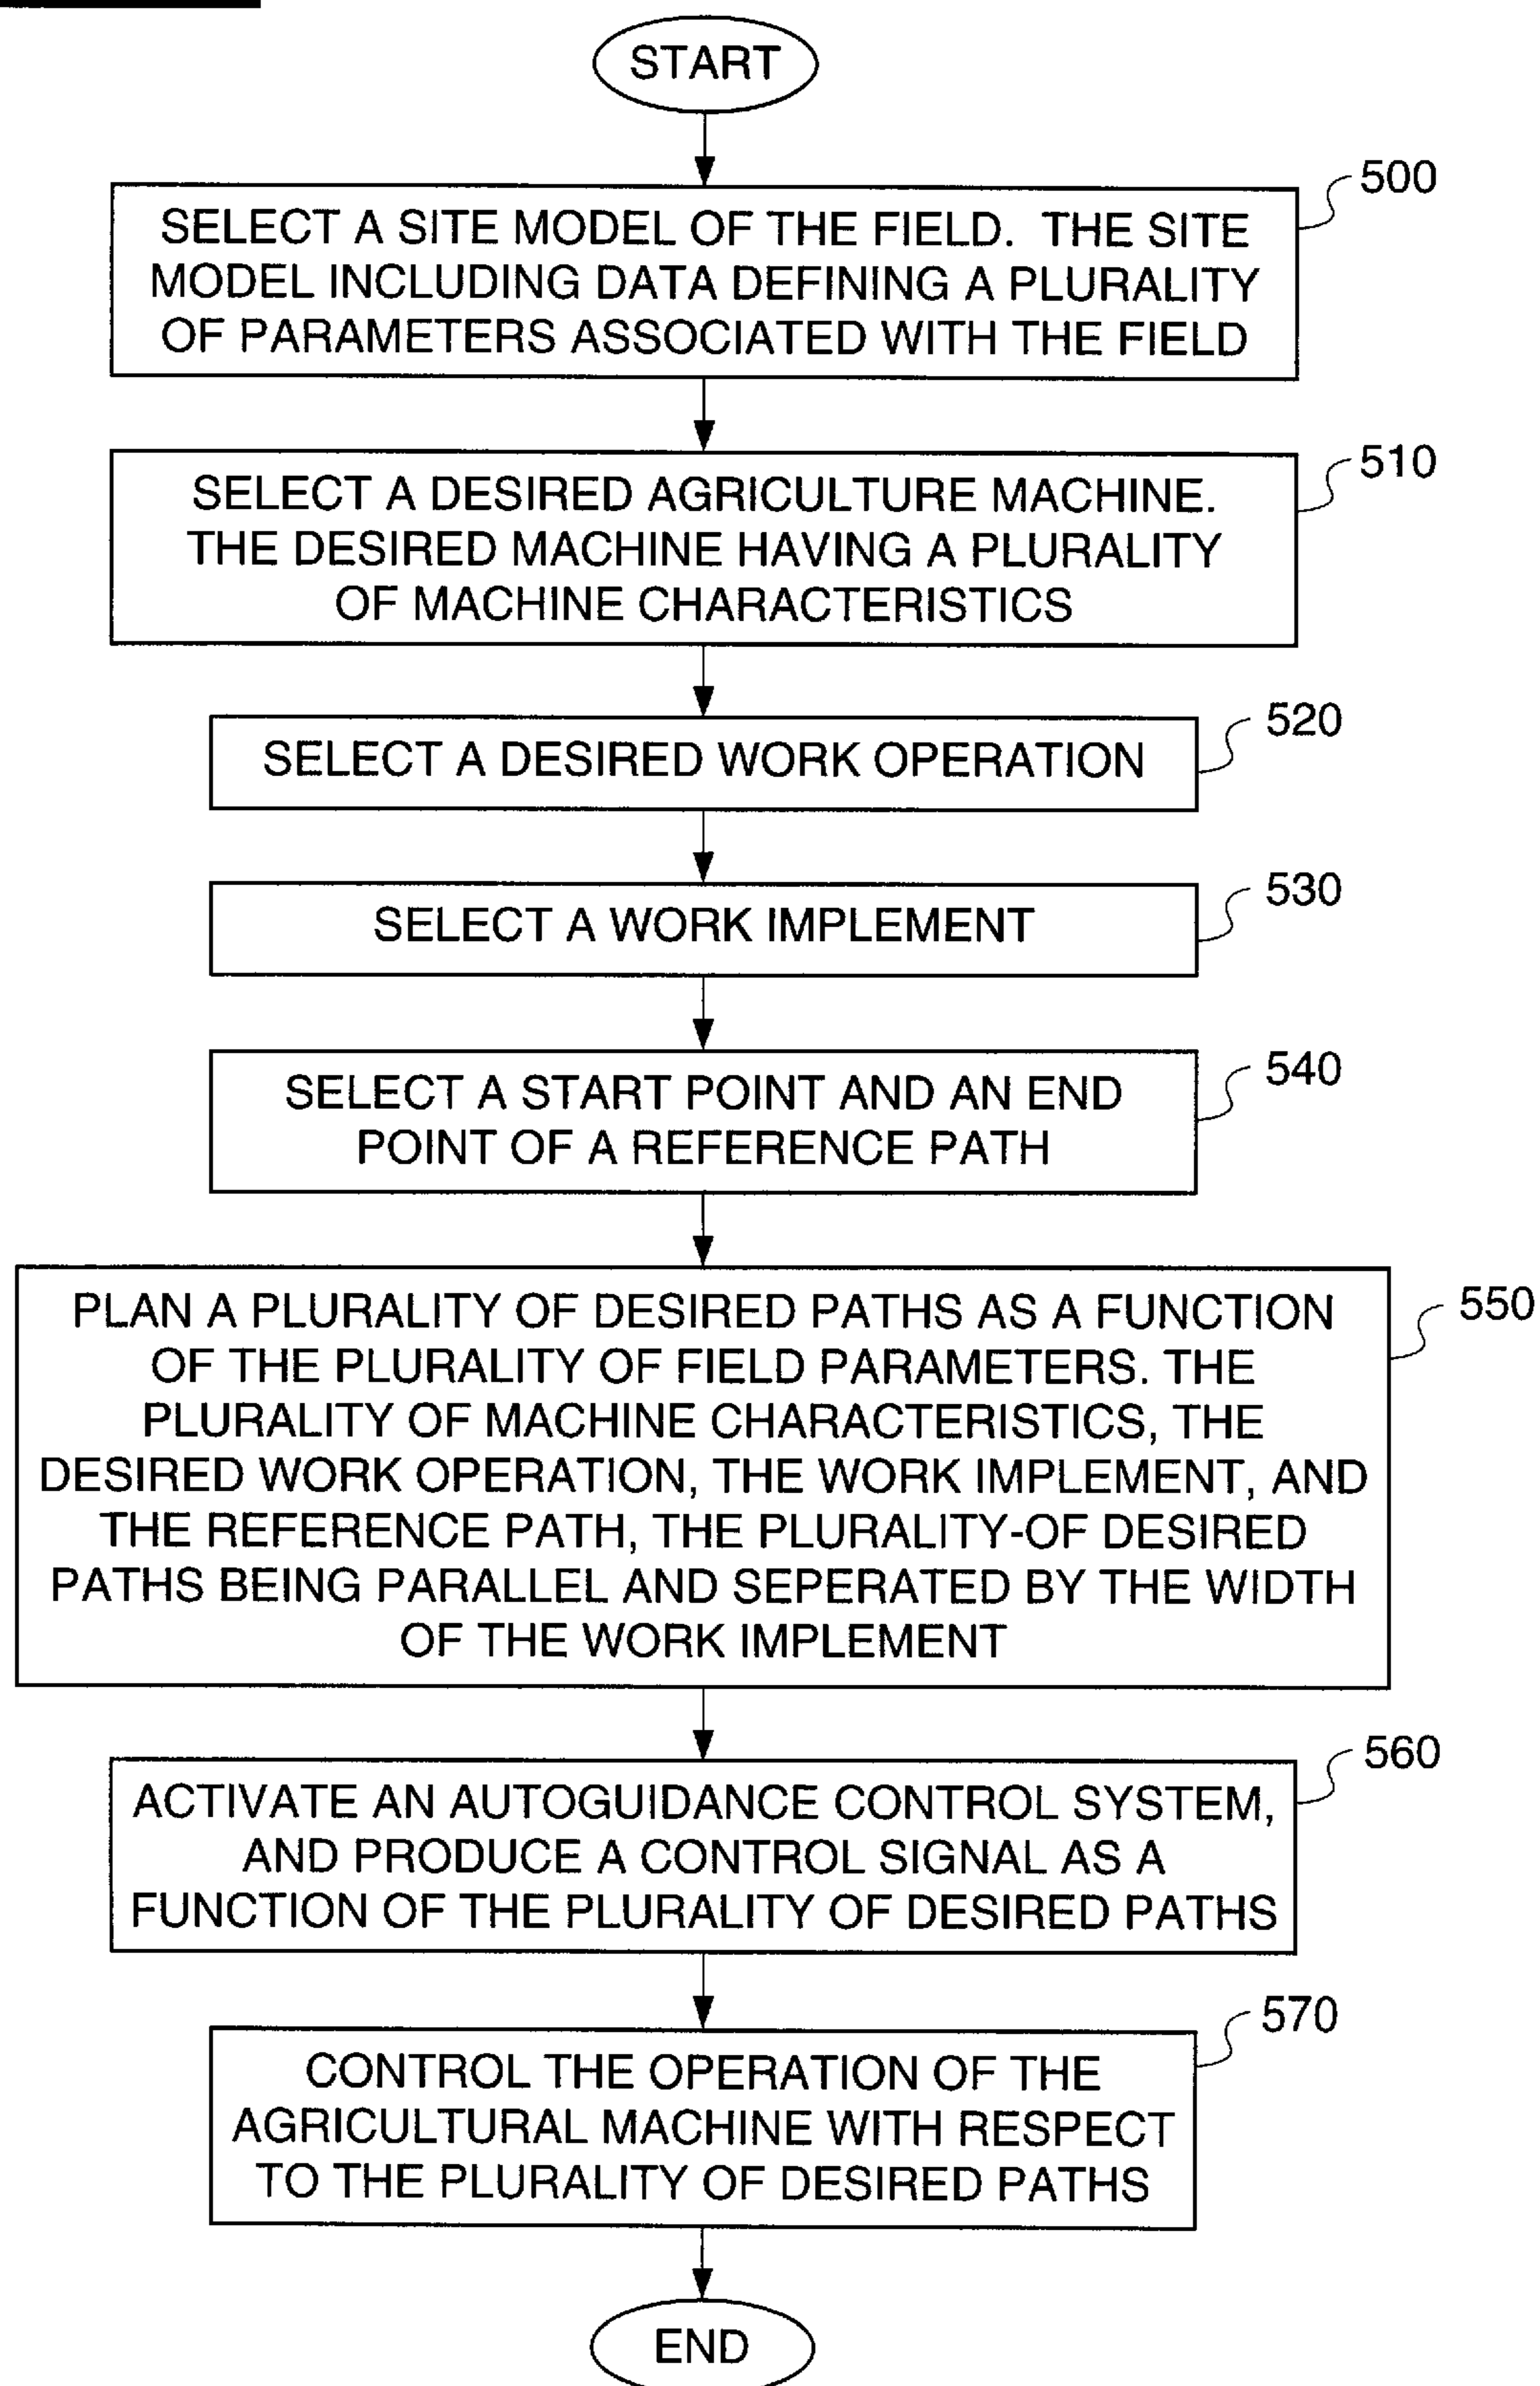 START
500
SELECT A SITE MODEL OF THE FIELD. THE SITE
MODEL INCLUDING DATA DEFINING A PLURALITY
OF PARAMETERS ASSOCIATED WITH THE FIELD
510
SELECT A DESIRED AGRICULTURE MACHINE.
THE DESIRED MACHINE HAVING A PLURALITY
OF MACHINE CHARACTERISTICS
520
SELECT A DESIRED WORK OPERATION
530
SELECT A WORK IMPLEMENT
540
SELECT A START POINT AND AN END
POINT OF A REFERENCE PATH
550
PLAN A PLURALITY OF DESIRED PATHS AS A FUNCTION
OF THE PLURALITY OF FIELD PARAMETERS. THE
PLURALITY OF MACHINE CHARACTERISTICS, THE
DESIRED WORK OPERATION, THE WORK IMPLEMENT, AND
THE REFERENCE PATH, THE PLURALITY-OF DESIRED
PATHS BEING PARALLEL AND SEPERATED BY THE WIDTH
OF THE WORK IMPLEMENT
560
ACTIVATE AN AUTOGUIDANCE CONTROL SYSTEM,
AND PRODUCE A CONTROL SIGNAL AS A
FUNCTION OF THE PLURALITY OF DESIRED PATHS
570
CONTROL THE OPERATION OF THE
AGRICULTURAL MACHINE WITH RESPECT
TO THE PLURALITY OF DESIRED PATHS
END